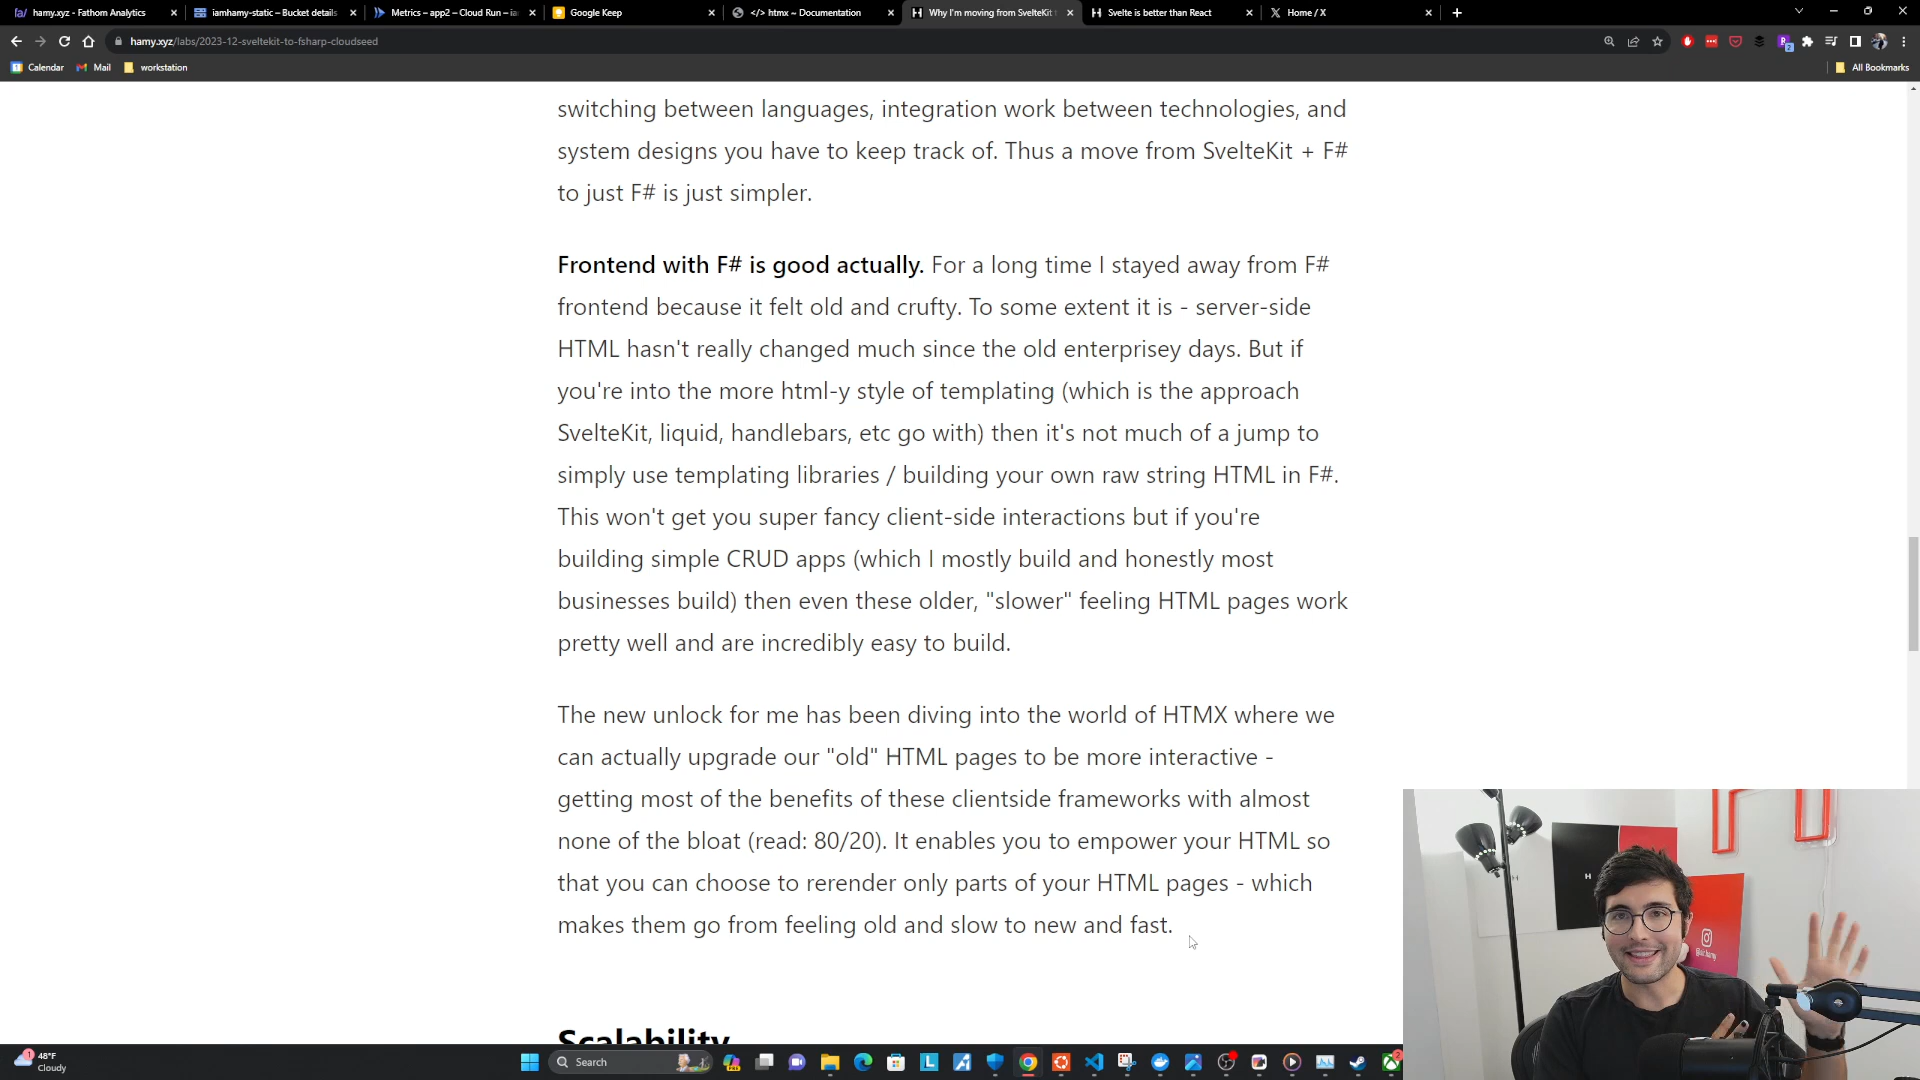 hamy.xyz - Fathom Analytics
iamhamy-static – Bucket details
Metrics – app2 – Cloud Run – ia
Google Keep
</> htmx ~ Documentation
Why I'm moving from SvelteKit t
Svelte is better than React
Home / X
hamy.xyz/labs/2023-12-sveltekit-to-fsharp-cloudseed
Calendar
Mail
workstation
All Bookmarks
switching between languages, integration work between technologies, and
system designs you have to keep track of. Thus a move from SvelteKit + F#
to just F# is just simpler.
Frontend with F# is good actually. For a long time I stayed away from F#
frontend because it felt old and crufty. To some extent it is - server-side
HTML hasn't really changed much since the old enterprisey days. But if
you're into the more html-y style of templating (which is the approach
SvelteKit, liquid, handlebars, etc go with) then it's not much of a jump to
simply use templating libraries / building your own raw string HTML in F#.
This won't get you super fancy client-side interactions but if you're
building simple CRUD apps (which I mostly build and honestly most
businesses build) then even these older, "slower" feeling HTML pages work
pretty well and are incredibly easy to build.
The new unlock for me has been diving into the world of HTMX where we
can actually upgrade our "old" HTML pages to be more interactive -
getting most of the benefits of these clientside frameworks with almost
none of the bloat (read: 80/20). It enables you to empower your HTML so
that you can choose to rerender only parts of your HTML pages - which
makes them go from feeling old and slow to new and fast.
Scalability
48°F
Cloudy
Search